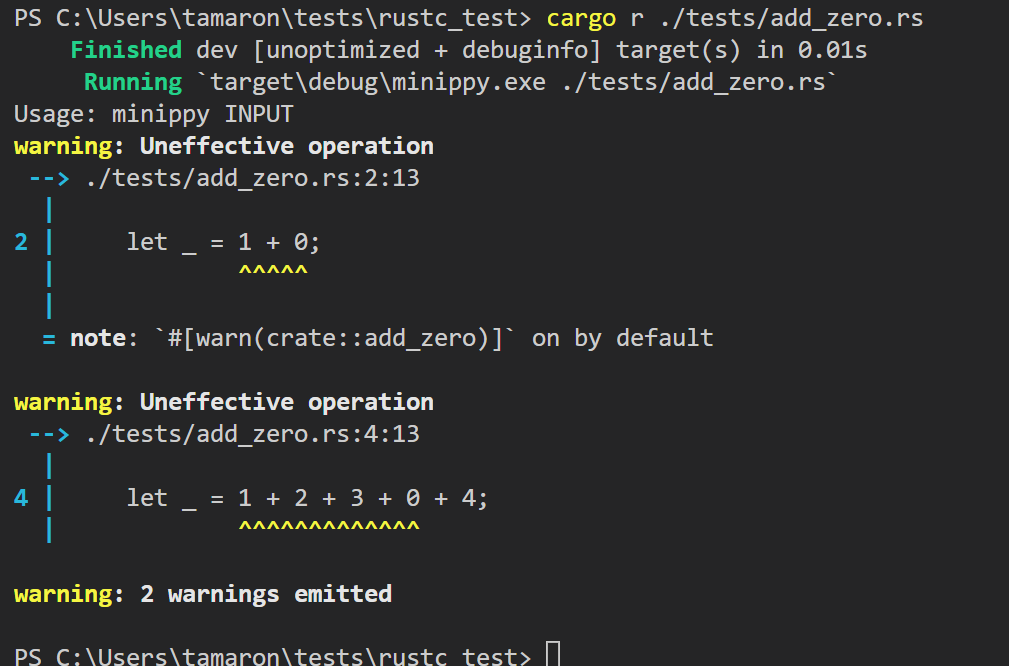 PS C:\Users\tamaron\tests\rustc_test> cargo r ./tests/add_zero.rs
    Finished dev [unoptimized + debuginfo] target(s) in 0.01s
     Running `target\debug\minippy.exe ./tests/add_zero.rs`
Usage: minippy INPUT
warning: Uneffective operation
 --> ./tests/add_zero.rs:2:13
  |
2 |     let _ = 1 + 0;
  |             ^^^^^
  |
  = note: `#[warn(crate::add_zero)]` on by default

warning: Uneffective operation
 --> ./tests/add_zero.rs:4:13
  |
4 |     let _ = 1 + 2 + 3 + 0 + 4;
  |             ^^^^^^^^^^^^^

warning: 2 warnings emitted

PS C:\Users\tamaron\tests\rustc_test>